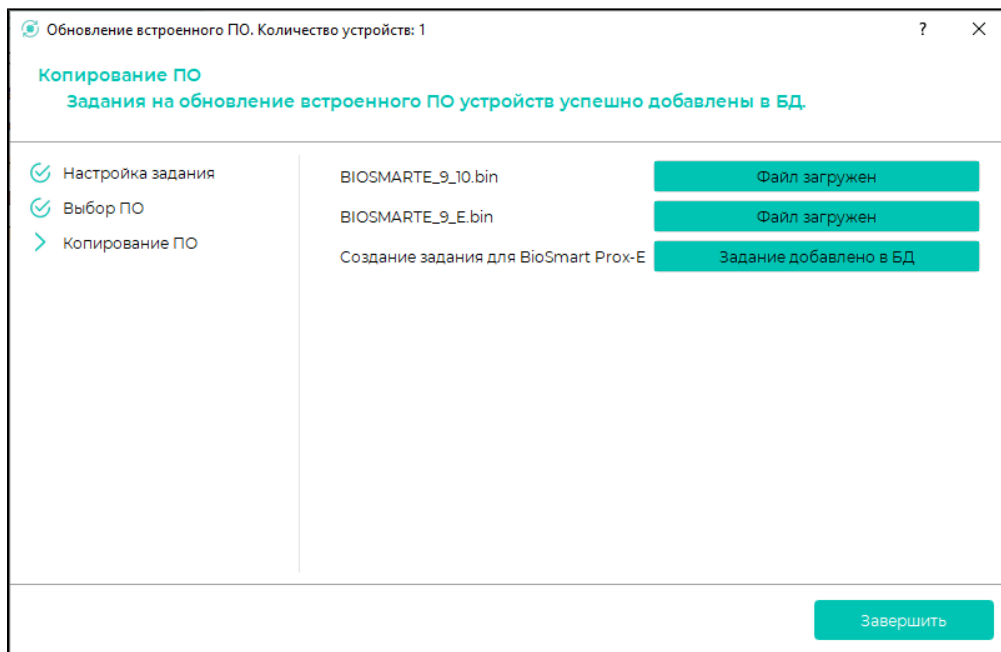 Обновление встроенного ПО. Количество устройств: 1
?
Копирование ПО
Задания на обновление встроенного ПО устройств успешно добавлены в БД.
Настройка задания
Выбор ПО
Копирование ПО
BIOSMARTE_9_10.bin Файл загружен
BIOSMARTE_9_E.bin Файл загружен
Создание задания для BioSmart Prox-E Задание добавлено в БД
Завершить